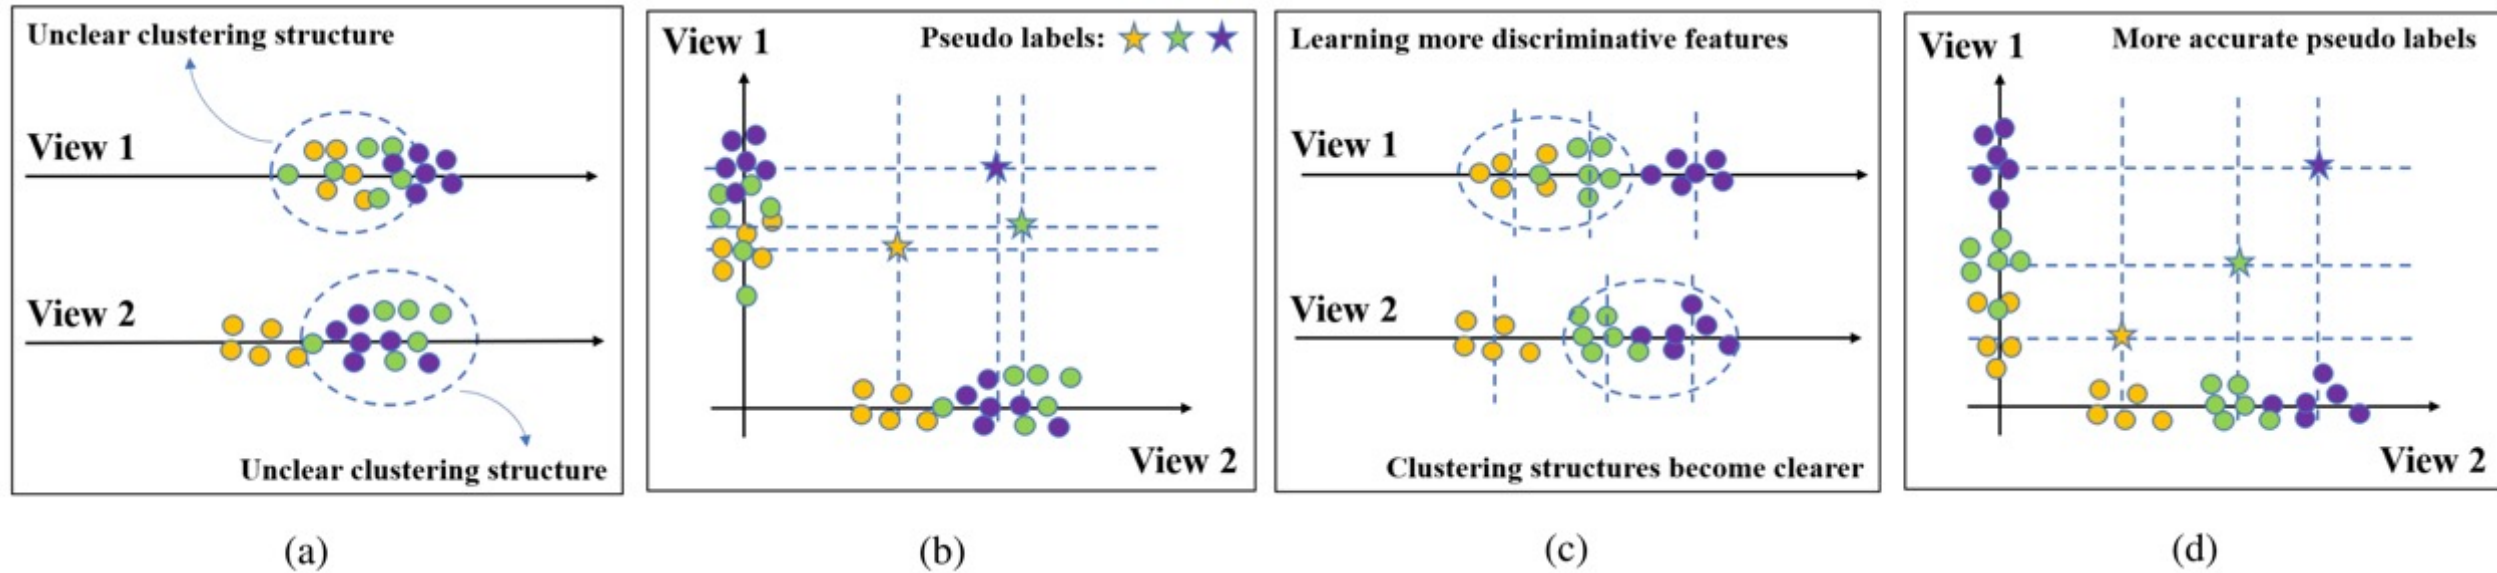 Unclear clustering structure
View 1
View 2
Unclear clustering structure
(a)
View 1
Pseudo labels:
View 2
(b)
Learning more discriminative features
View 1
View 2
Clustering structures become clearer
(c)
View 1
More accurate pseudo labels
View 2
(d)